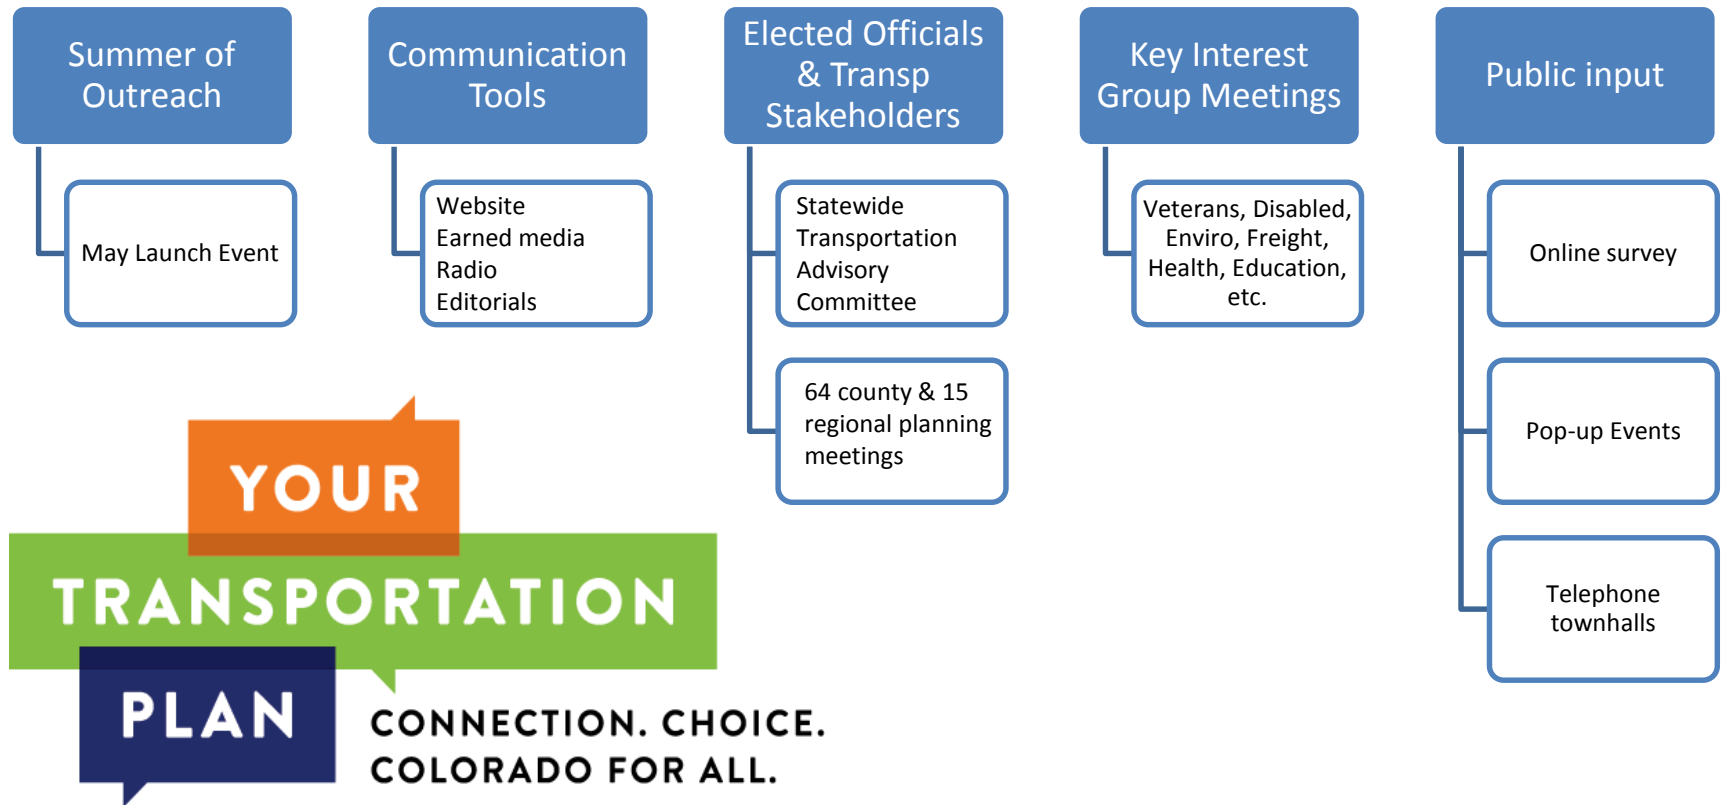 Summer of
Outreach
May Launch Event
Communication
Tools
Website
Earned media
Radio
Editorials
Elected Officials
& Transp
Stakeholders
Statewide
Transportation
Advisory
Committee
64 county & 15
regional planning
meetings
Key Interest
Group Meetings
Veterans, Disabled,
Enviro, Freight,
Health, Education,
etc.
Public input
Online survey
Pop-up Events
Telephone
townhalls
YOUR
TRANSPORTATION
PLAN
CONNECTION. CHOICE.
COLORADO FOR ALL.